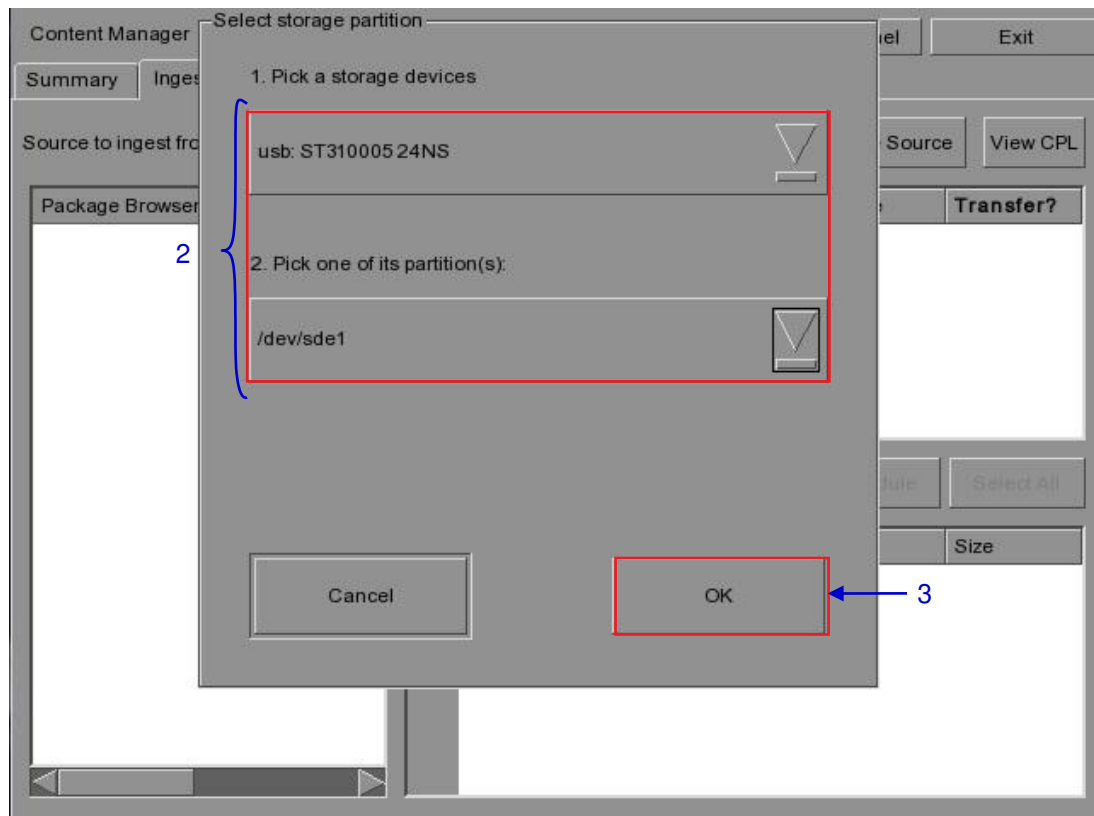 Select storage partition
Content Manager
nel
Exit
Summary
Inges
1. Pick a storage devices
Source to ingest fro
usb: ST31000524NS
Source
View CPL
Package Browser
Transfer?
2
2. Pick one of its partition(s):
/dev/sde1
dule
Select All
Size
Cancel
OK
3